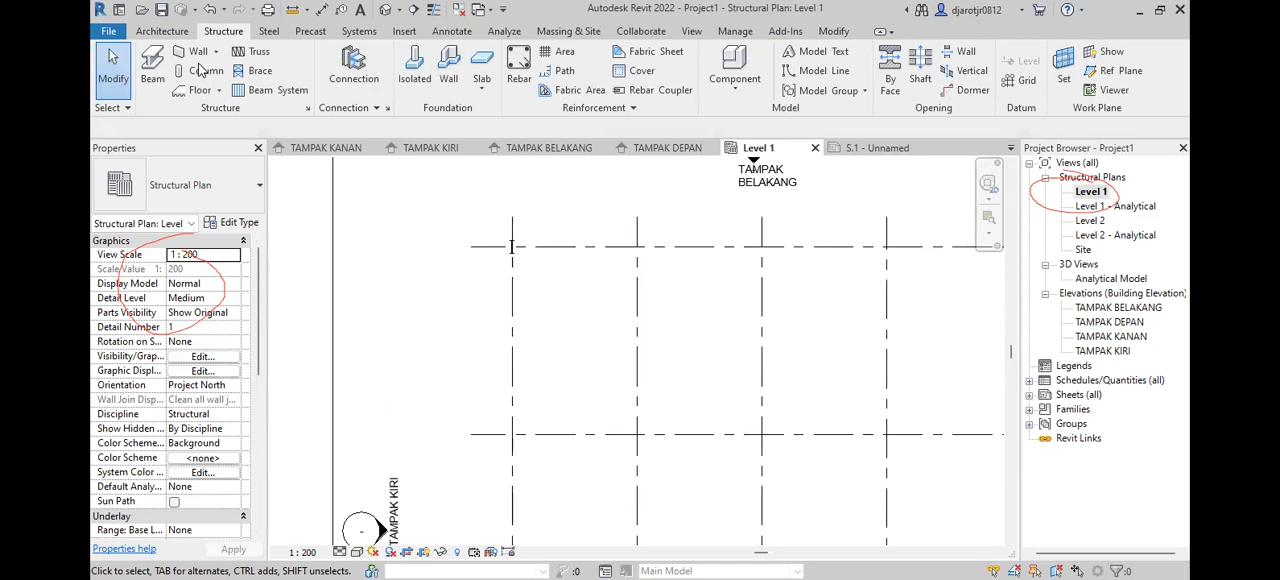 Autodesk Revit 2022 - Project1 - Structural Plan: Level 1
djarotjr0812
File Architecture Structure Steel Precast Systems Insert Annotate Analyze Massing & Site Collaborate View Manage Add-Ins Modify
Modify
Beam
Wall
Column
Floor
Truss
Brace
Beam System
Connection
Isolated
Wall
Slab
Rebar
Area
Path
Fabric Area
Fabric Sheet
Cover
Rebar Coupler
Component
Model Text
Model Line
Model Group
By
Face
Shaft
Wall
Vertical
Dormer
Level
Grid
Set
Show
Ref Plane
Viewer
Select Structure Connection Foundation Reinforcement Model Opening Datum Work Plane
Properties
TAMPAK KANAN TAMPAK KIRI TAMPAK BELAKANG TAMPAK DEPAN Level 1 S.1 - Unnamed
Structural Plan
Structural Plan: Level Edit Type
Graphics
View Scale 1 : 200
Scale Value 1: 200
Display Model Normal
Detail Level Medium
Parts Visibility Show Original
Detail Number 1
Rotation on S... None
Visibility/Grap... Edit...
Graphic Displ... Edit...
Orientation Project North
Wall Join Disp... Clean all wall j...
Discipline Structural
Show Hidden ... By Discipline
Color Scheme... Background
Color Scheme <none>
System Color ... Edit...
Default Analy... None
Sun Path
Underlay
Range: Base L... None
Properties help Apply
TAMPAK
BELAKANG
TAMPAK KIRI
1 : 200
Project Browser - Project1
Views (all)
Structural Plans
Level 1
Level 1 - Analytical
Level 2
Level 2 - Analytical
Site
3D Views
Analytical Model
Elevations (Building Elevation)
TAMPAK BELAKANG
TAMPAK DEPAN
TAMPAK KANAN
TAMPAK KIRI
Legends
Schedules/Quantities (all)
Sheets (all)
Families
Groups
Revit Links
Click to select, TAB for alternates, CTRL adds, SHIFT unselects.
:0
Main Model
:0